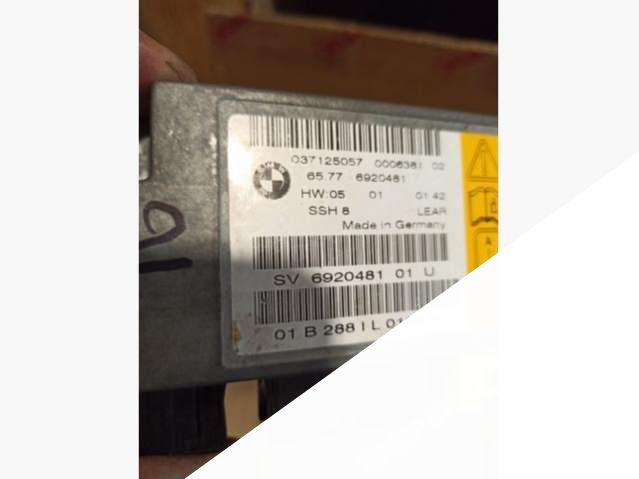 037125057 0006381 02
65.77 6920481
HW:05 01 01 42
SSH 8 LEAR
Made in Germany
SV 6920481 01 U
01 B 2881L 01